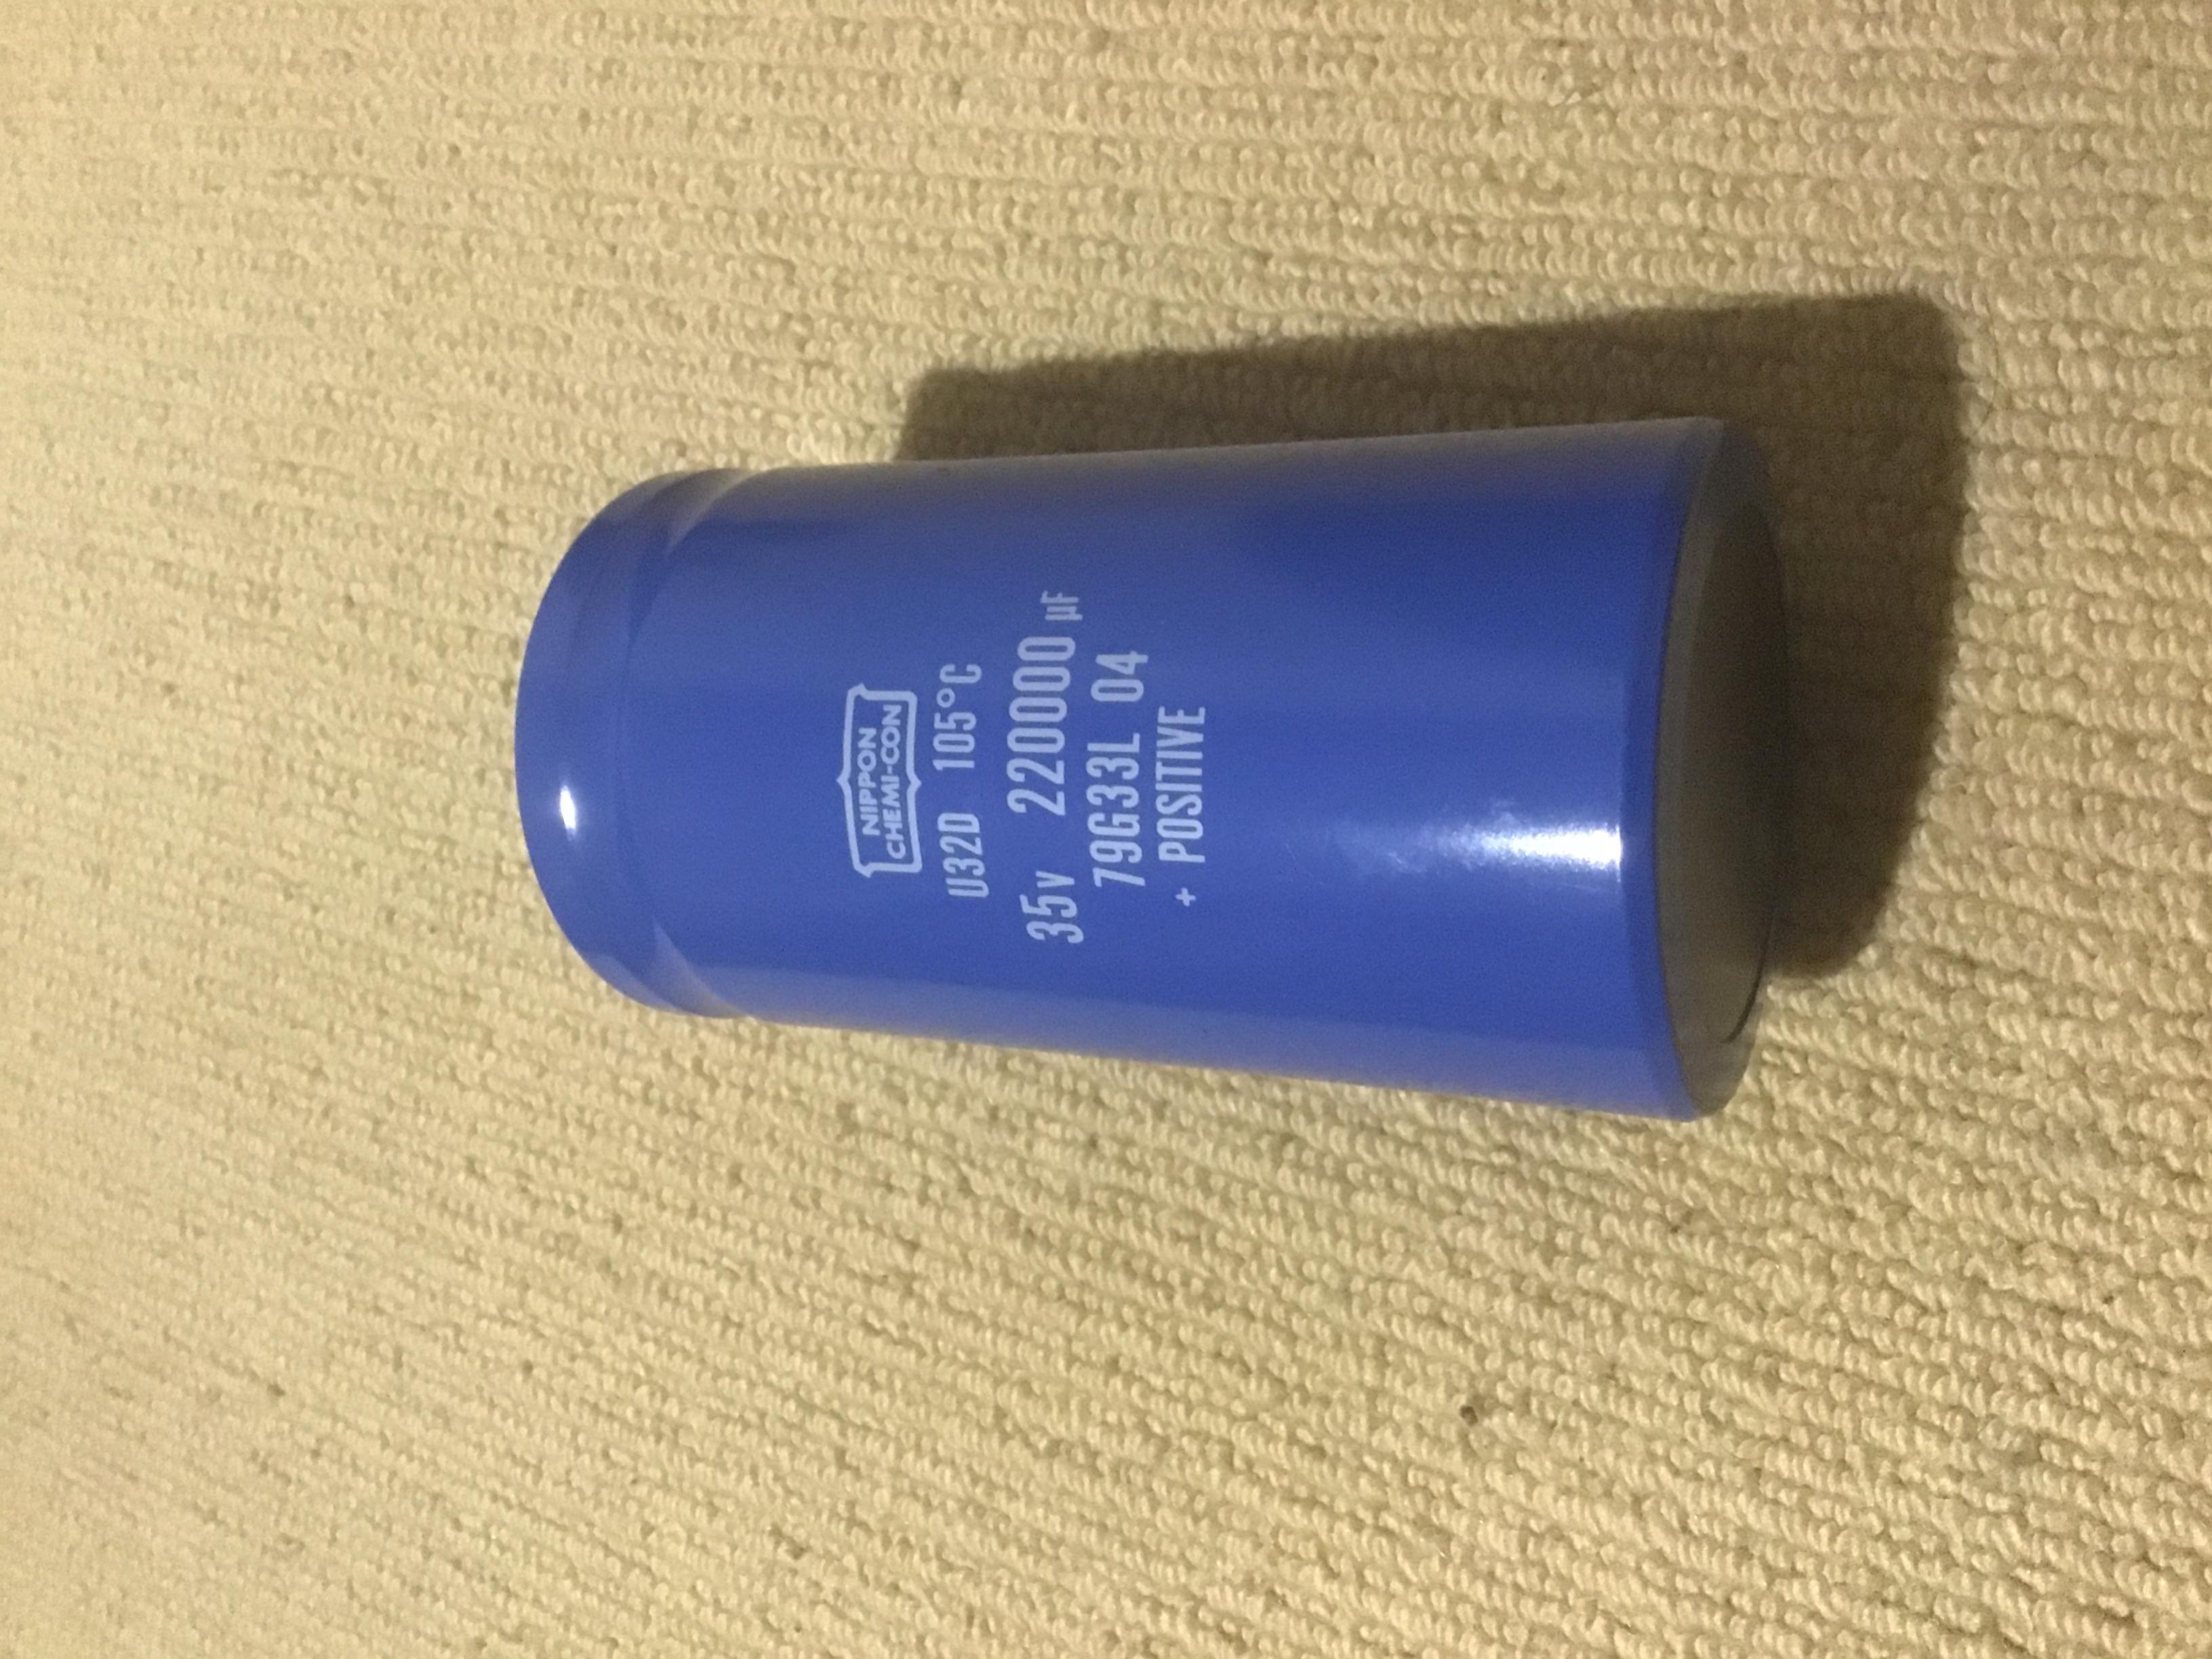 NIPPON
CHEMI-CON
U32D 105°C
35v 220000 µF
79G33L 04
+ POSITIVE